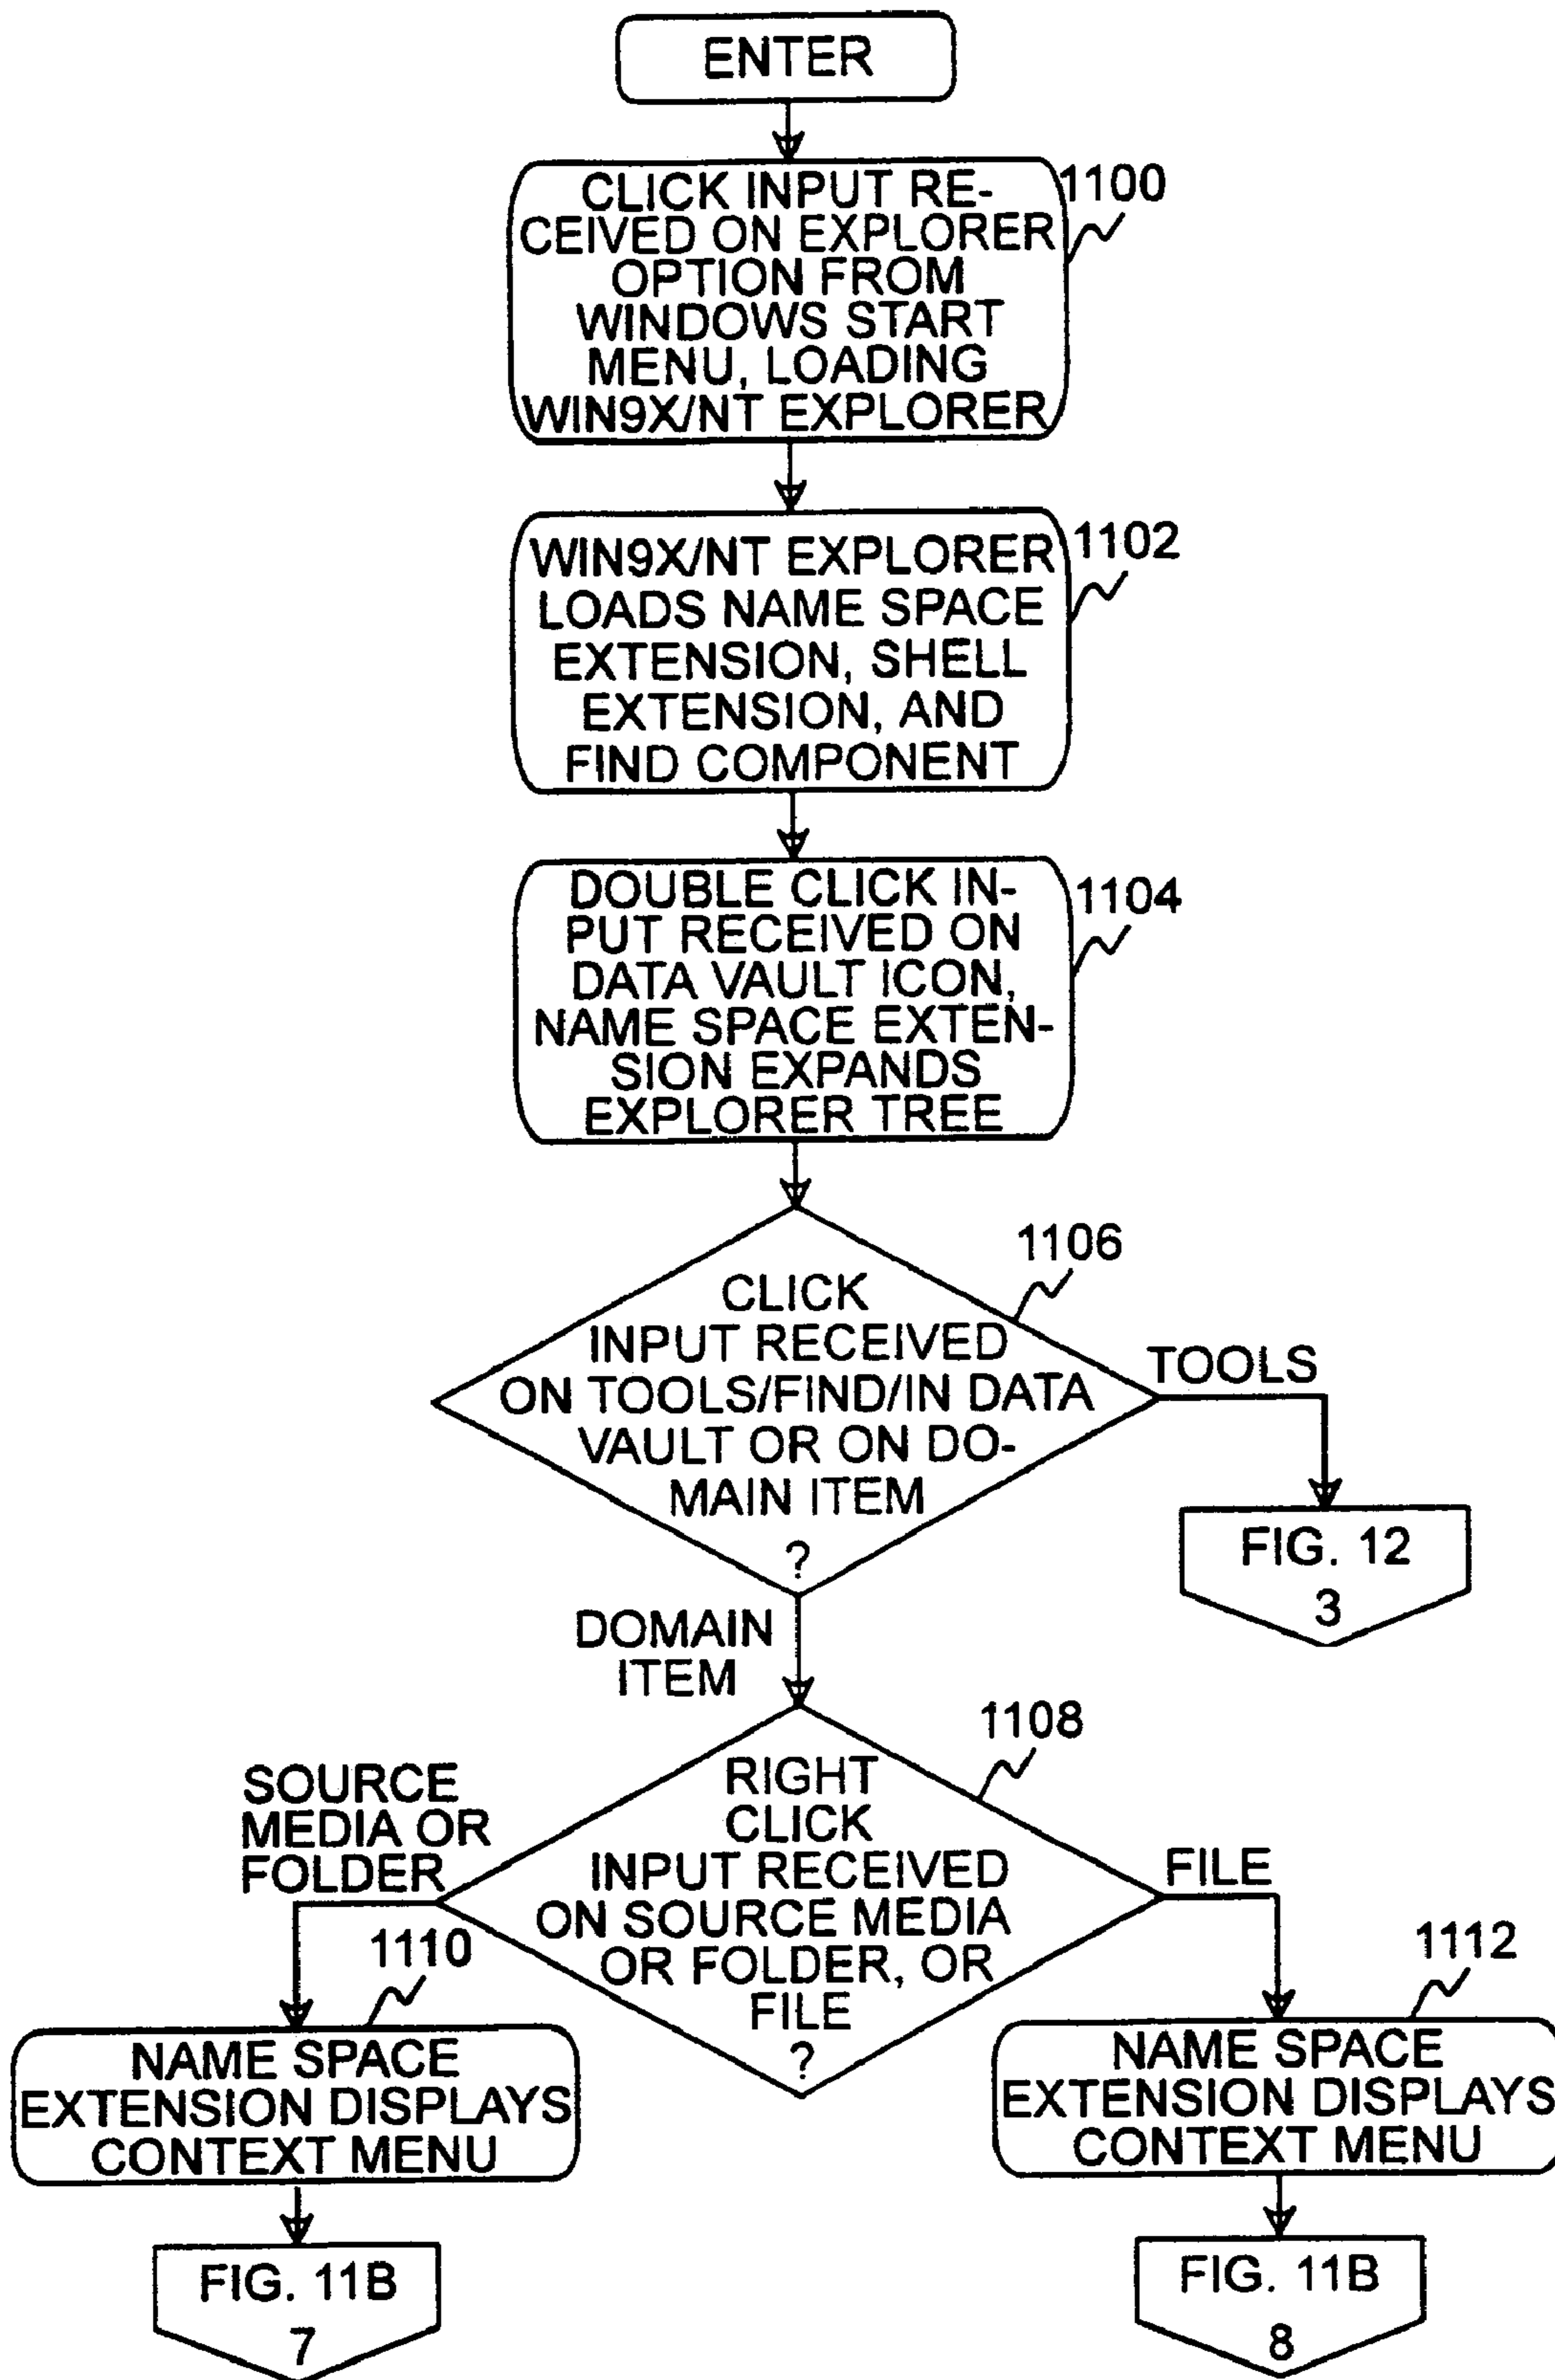 ENTER
CLICK INPUT RE-
CEIVED ON EXPLORER
OPTION FROM
WINDOWS START
MENU, LOADING
WIN9X/NT EXPLORER
1100
WIN9X/NT EXPLORER
LOADS NAME SPACE
EXTENSION, SHELL
EXTENSION, AND
FIND COMPONENT
1102
DOUBLE CLICK IN-
PUT RECEIVED ON
DATA VAULT ICON,
NAME SPACE EXTEN-
SION EXPANDS
EXPLORER TREE
1104
1106
CLICK
INPUT RECEIVED
ON TOOLS/FIND/IN DATA
VAULT OR ON DO-
MAIN ITEM
?
TOOLS
FIG. 12
3
DOMAIN
ITEM
1108
RIGHT
CLICK
INPUT RECEIVED
ON SOURCE MEDIA
OR FOLDER, OR
FILE
?
SOURCE
MEDIA OR
FOLDER
FILE
1110
NAME SPACE
EXTENSION DISPLAYS
CONTEXT MENU
1112
NAME SPACE
EXTENSION DISPLAYS
CONTEXT MENU
FIG. 11B
7
FIG. 11B
8